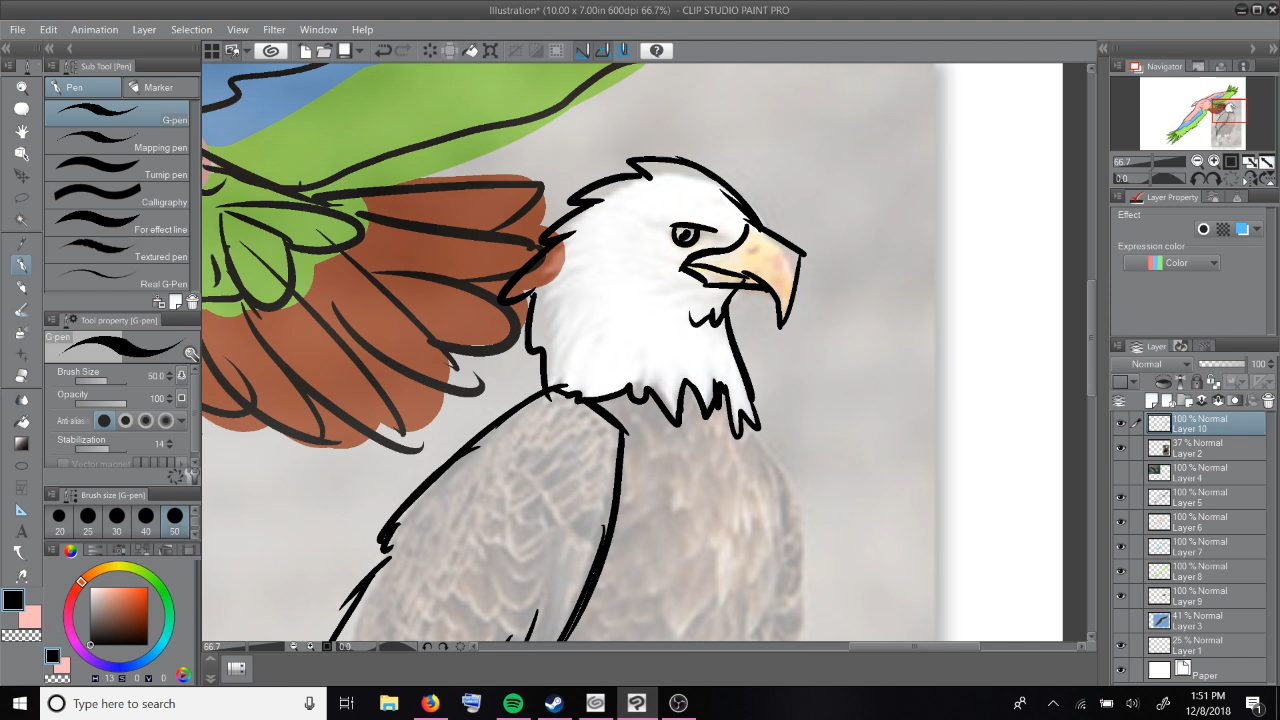 Illustration* (10.00 x 7.00in 600dpi 66.7%) - CLIP STUDIO PAINT PRO
File Edit Animation Layer Selection View Filter Window Help
Sub Tool [Pen]
Pen Marker
G-pen
Mapping pen
Turnip pen
Calligraphy
For effect line
Textured pen
Real G-Pen
Tool property [G-pen]
G-pen
Brush Size 50.0
Opacity 100
Anti-aliasi
Stabilization 14
Vector magnet
Brush size [G-pen]
20 25 30 40 50
H 13 S 0 V 0
66.7 0.0
Navigator
66.7
0.0
Layer Property
Effect
Expression color
Color
Layer
Normal 100
100 % Normal
Layer 10
37 % Normal
Layer 2
100 % Normal
Layer 4
100 % Normal
Layer 5
100 % Normal
Layer 6
100 % Normal
Layer 7
100 % Normal
Layer 8
100 % Normal
Layer 9
41 % Normal
Layer 3
25 % Normal
Layer 1
Paper
Type here to search
1:51 PM
12/8/2018
1